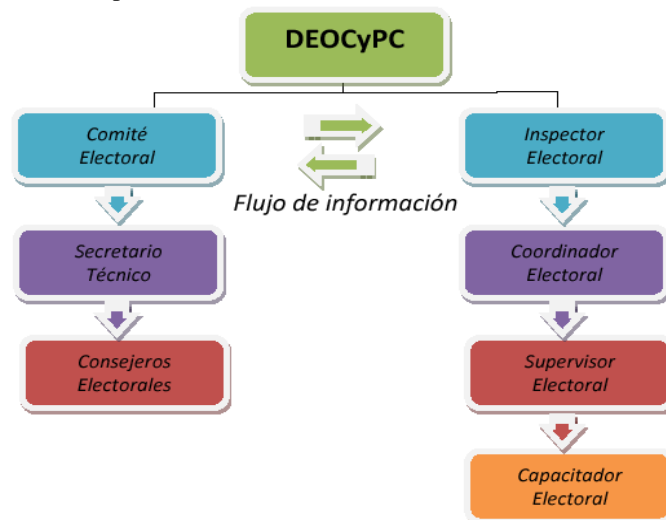 DEOCyPC
Comité
Electoral
Inspector
Electoral
Flujo de información
Secretario
Técnico
Coordinador
Electoral
Consejeros
Electorales
Supervisor
Electoral
Capacitador
Electoral